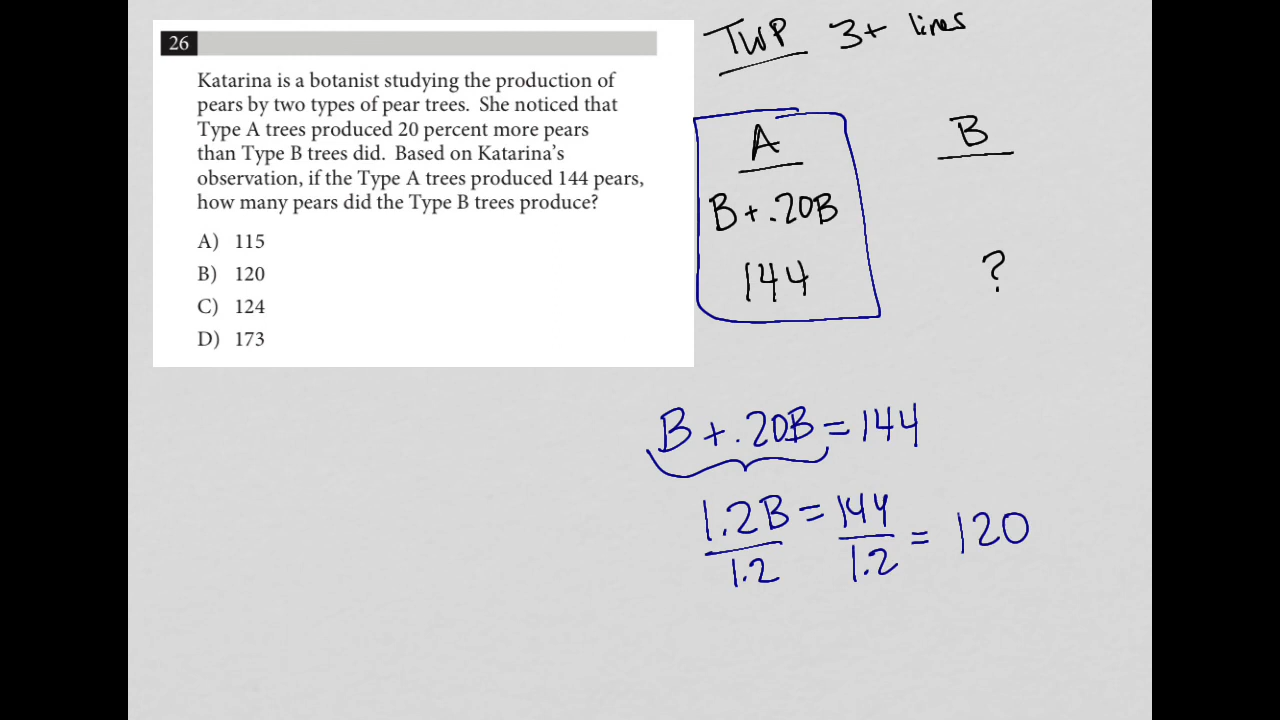 26
Katarina is a botanist studying the production of
pears by two types of pear trees. She noticed that
Type A trees produced 20 percent more pears
than Type B trees did. Based on Katarina's
observation, if the Type A trees produced 144 pears,
how many pears did the Type B trees produce?
A) 115
B) 120
C) 124
D) 173
TWP 3+ lines
A B
B + .20B
144 ?
B + .20B = 144
1.2B = 144 = 120
1.2 1.2